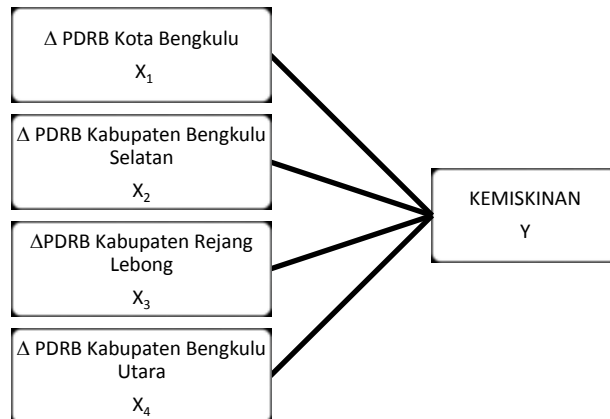 Δ PDRB Kota Bengkulu
X₁
Δ PDRB Kabupaten Bengkulu
Selatan
X₂
ΔPDRB Kabupaten Rejang
Lebong
X₃
Δ PDRB Kabupaten Bengkulu
Utara
X₄
KEMISKINAN
Y